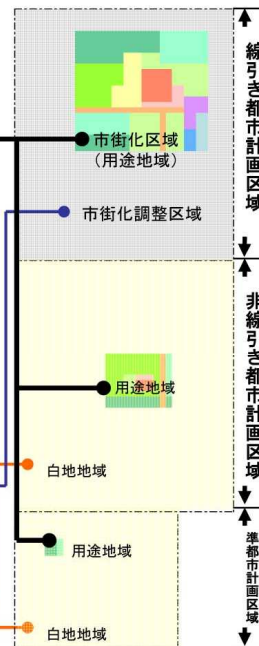 線引き都市計画区域
市街化区域
（用途地域）
市街化調整区域
非線引き都市計画区域
用途地域
白地地域
準都市計画区域
用途地域
白地地域